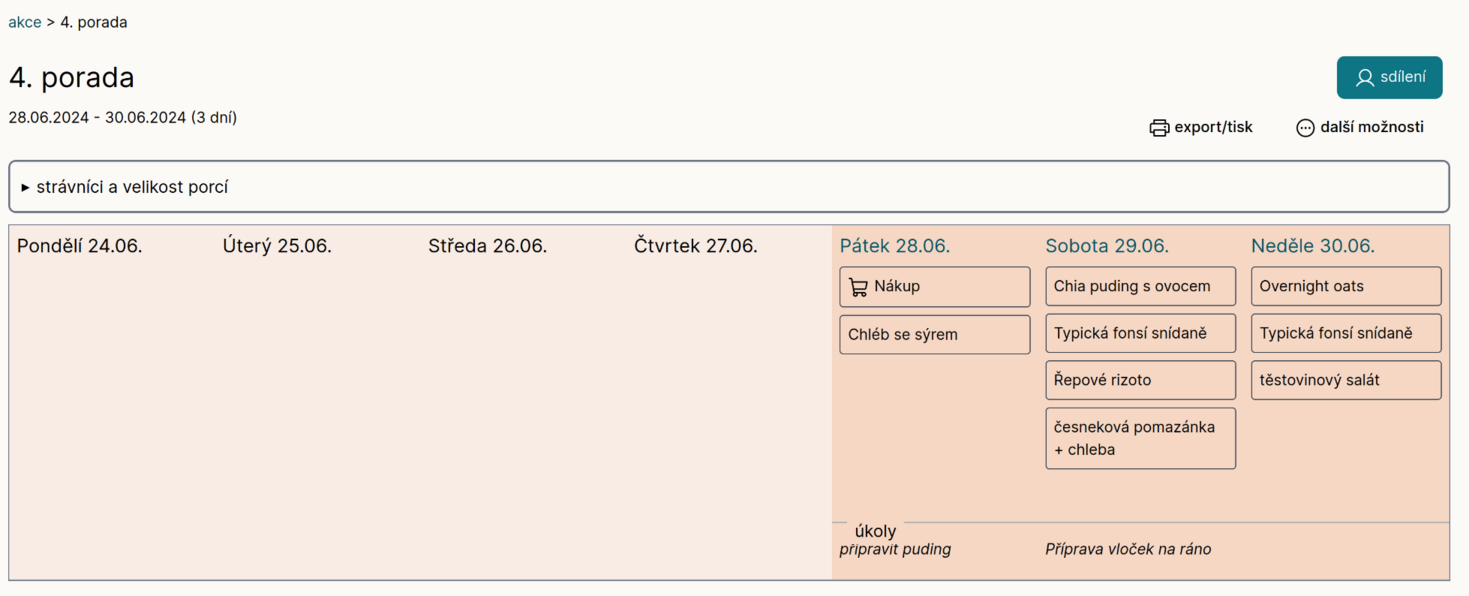 akce > 4. porada
4. porada
sdílení
28.06.2024 - 30.06.2024 (3 dní)
export/tisk
další možnosti
▸ strávníci a velikost porcí
Pondělí 24.06.
Úterý 25.06.
Středa 26.06.
Čtvrtek 27.06.
Pátek 28.06.
Nákup
Chléb se sýrem
Sobota 29.06.
Chia puding s ovocem
Typická fonsí snídaně
Řepové rizoto
česneková pomazánka
+ chleba
Neděle 30.06.
Overnight oats
Typická fonsí snídaně
těstovinový salát
úkoly
připravit puding
Příprava vloček na ráno